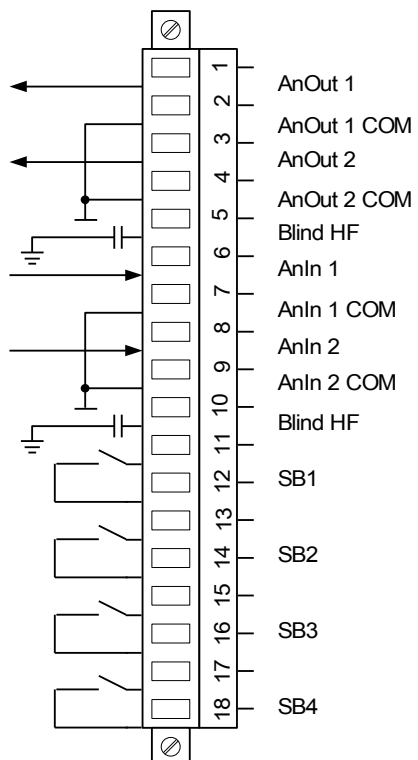 1
AnOut 1
2
AnOut 1 COM
3
AnOut 2
4
AnOut 2 COM
5
Blind HF
6
AnIn 1
7
AnIn 1 COM
8
AnIn 2
9
AnIn 2 COM
10
Blind HF
11
12
SB1
13
14
SB2
15
16
SB3
17
18
SB4